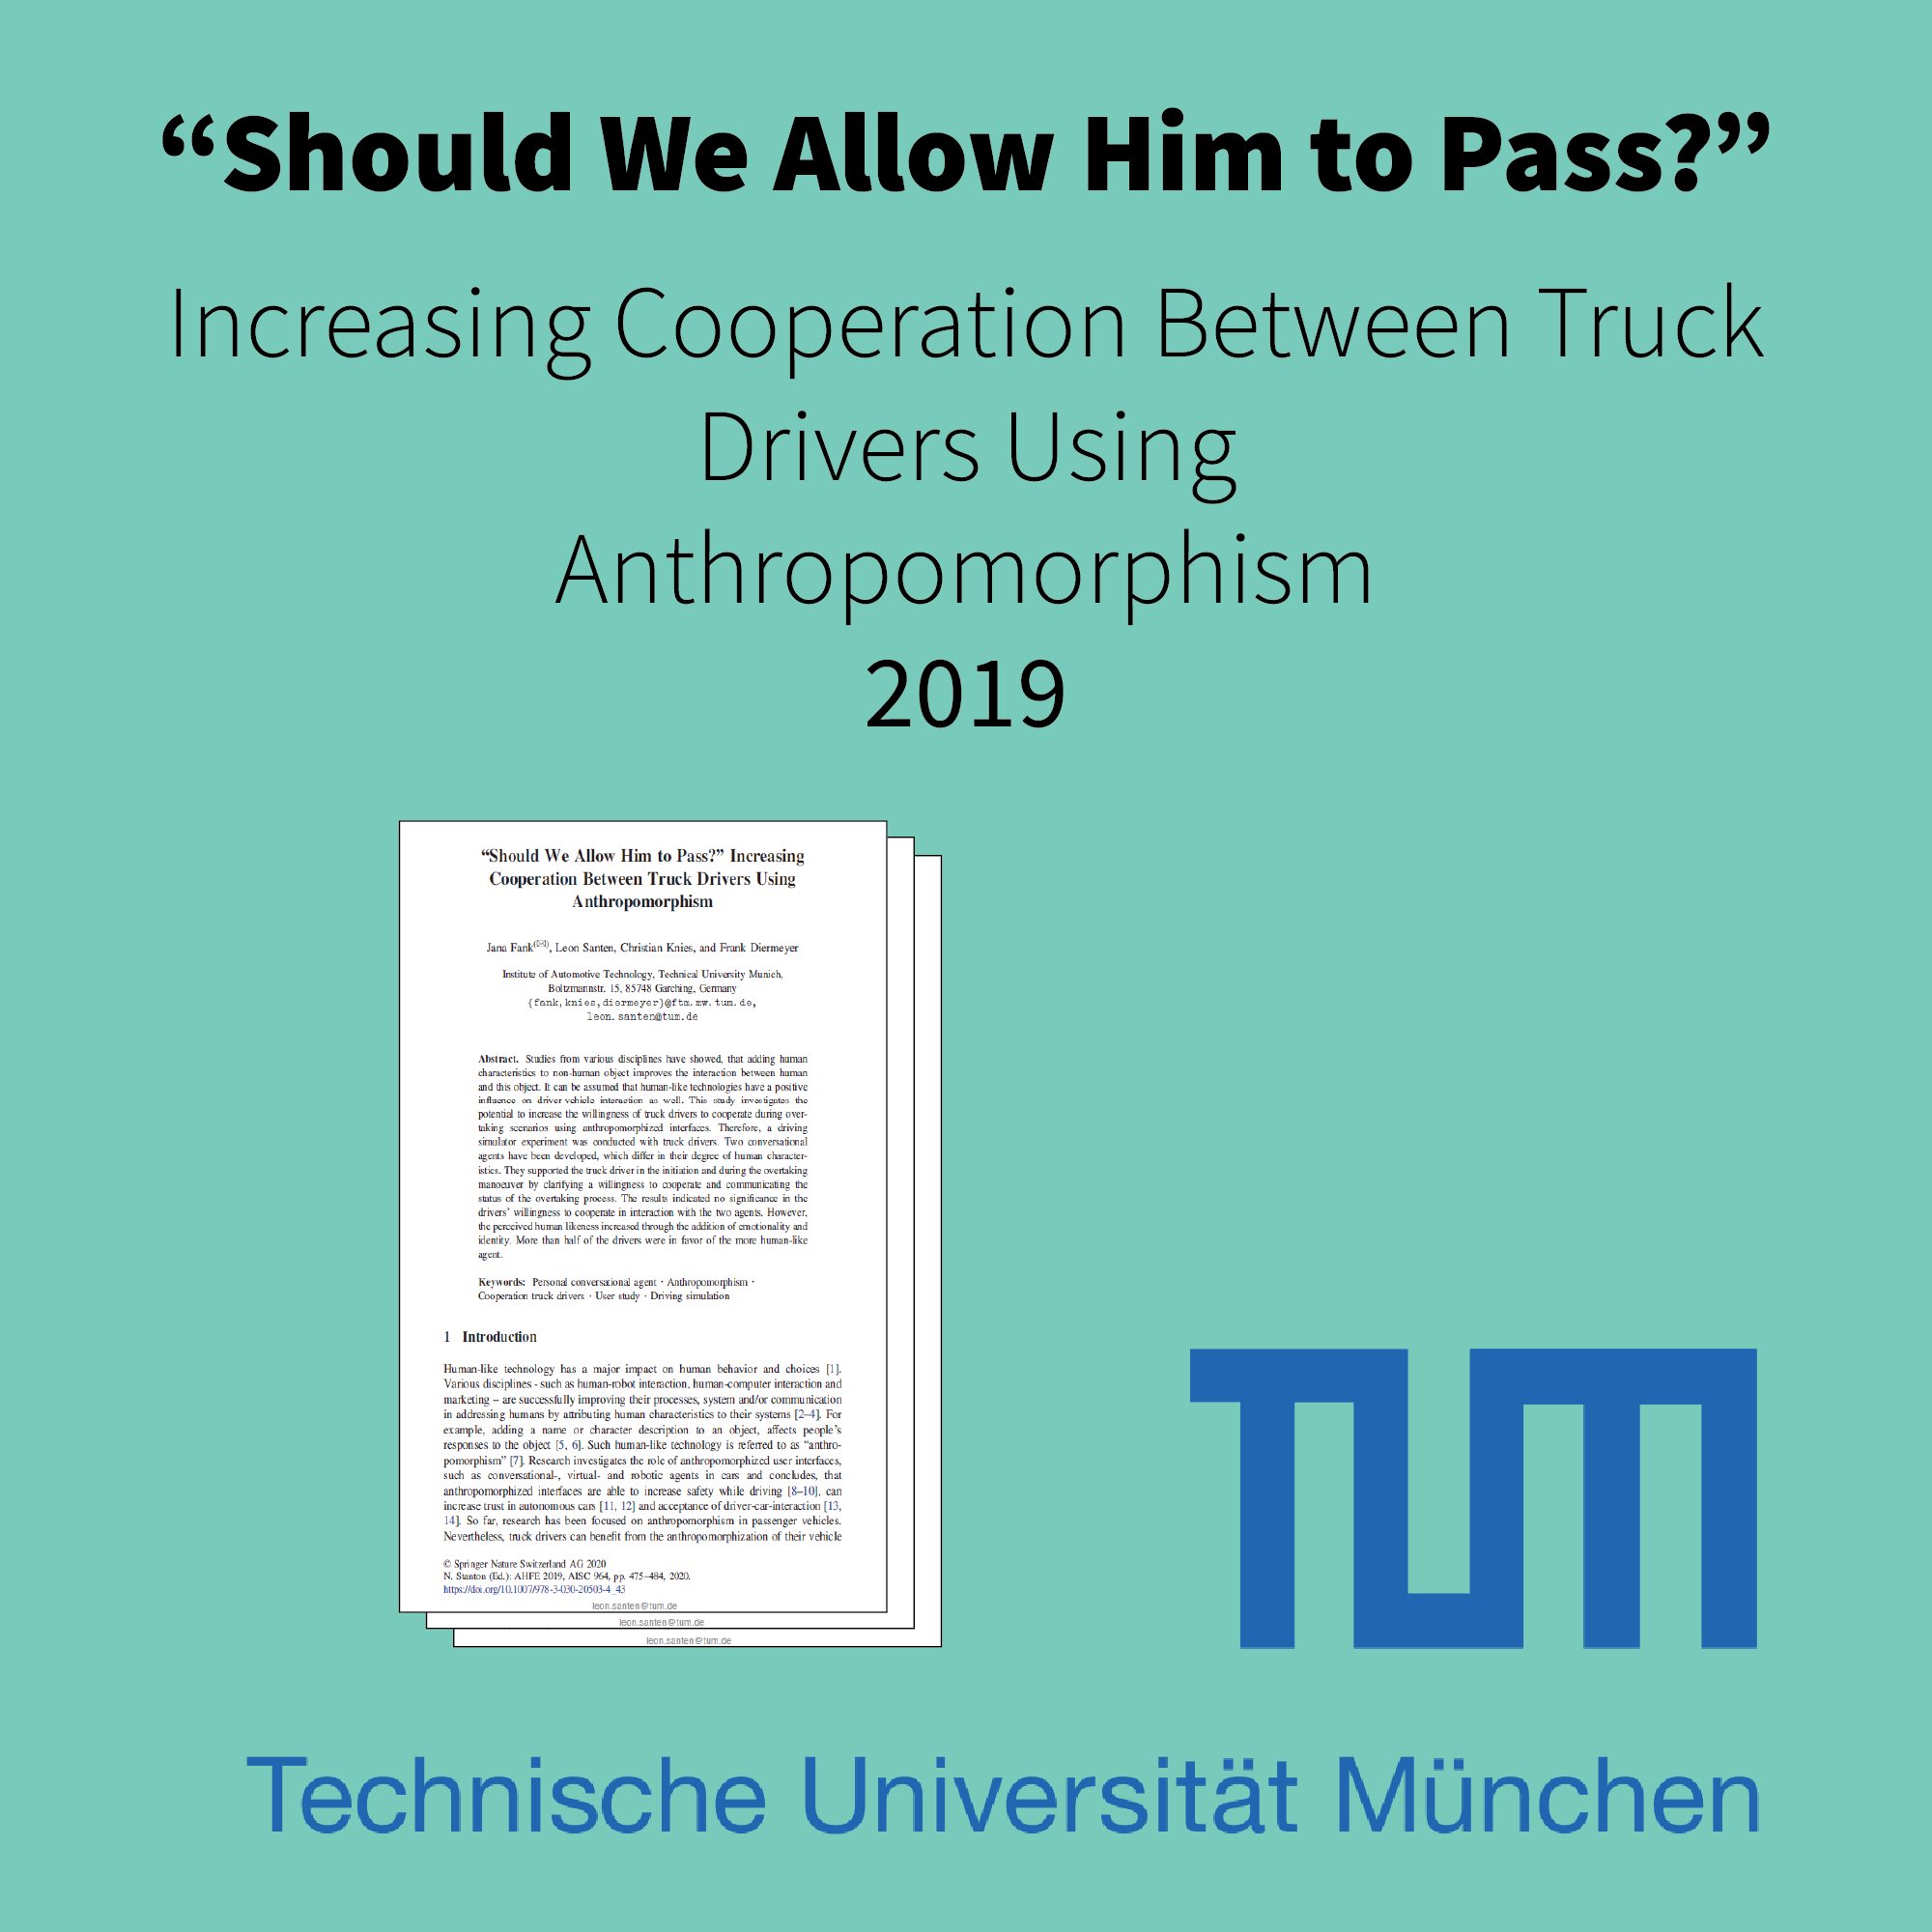 “Should We Allow Him to Pass?”
Increasing Cooperation Between Truck
Drivers Using
Anthropomorphism
2019
“Should We Allow Him to Pass?” Increasing
Cooperation Between Truck Drivers Using
Anthropomorphism
Jana Fank(✉), Leon Santen, Christian Knies, and Frank Diermeyer
Institute of Automotive Technology, Technical University Munich,
Boltzmannstr. 15, 85748 Garching, Germany
{fank,knies,diermeyer}@ftm.mw.tum.de,
leon.santen@tum.de
Abstract. Studies from various disciplines have showed, that adding human
characteristics to non-human object improves the interaction between human
and this object. It can be assumed that human-like technologies have a positive
influence on driver-vehicle interaction as well. This study investigates the
potential to increase the willingness of truck drivers to cooperate during over-
taking scenarios using anthropomorphized interfaces. Therefore, a driving
simulator experiment was conducted with truck drivers. Two conversational
agents have been developed, which differ in their degree of human character-
istics. They supported the truck driver in the initiation and during the overtaking
manoeuver by clarifying a willingness to cooperate and communicating the
status of the overtaking process. The results indicated no significance in the
drivers’ willingness to cooperate in interaction with the two agents. However,
the perceived human likeness increased through the addition of emotionality and
identity. More than half of the drivers were in favor of the more human-like
agent.
Keywords: Personal conversational agent · Anthropomorphism ·
Cooperation truck drivers · User study · Driving simulation
1 Introduction
Human-like technology has a major impact on human behavior and choices [1].
Various disciplines - such as human-robot interaction, human-computer interaction and
marketing – are successfully improving their processes, system and/or communication
in addressing humans by attributing human characteristics to their systems [2–4]. For
example, adding a name or character description to an object, affects people’s
responses to the object [5, 6]. Such human-like technology is referred to as “anthro-
pomorphism” [7]. Research investigates the role of anthropomorphized user interfaces,
such as conversational-, virtual- and robotic agents in cars and concludes, that
anthropomorphized interfaces are able to increase safety while driving [8–10], can
increase trust in autonomous cars [11, 12] and acceptance of driver-car-interaction [13,
14]. So far, research has been focused on anthropomorphism in passenger vehicles.
Nevertheless, truck drivers can benefit from the anthropomorphization of their vehicle
© Springer Nature Switzerland AG 2020
N. Stanton (Ed.): AHFE 2019, AISC 964, pp. 475–484, 2020.
https://doi.org/10.1007/978-3-030-20503-4_43
leon.santen@tum.de
leon.santen@tum.de
leon.santen@tum.de
TUM
Technische Universität München